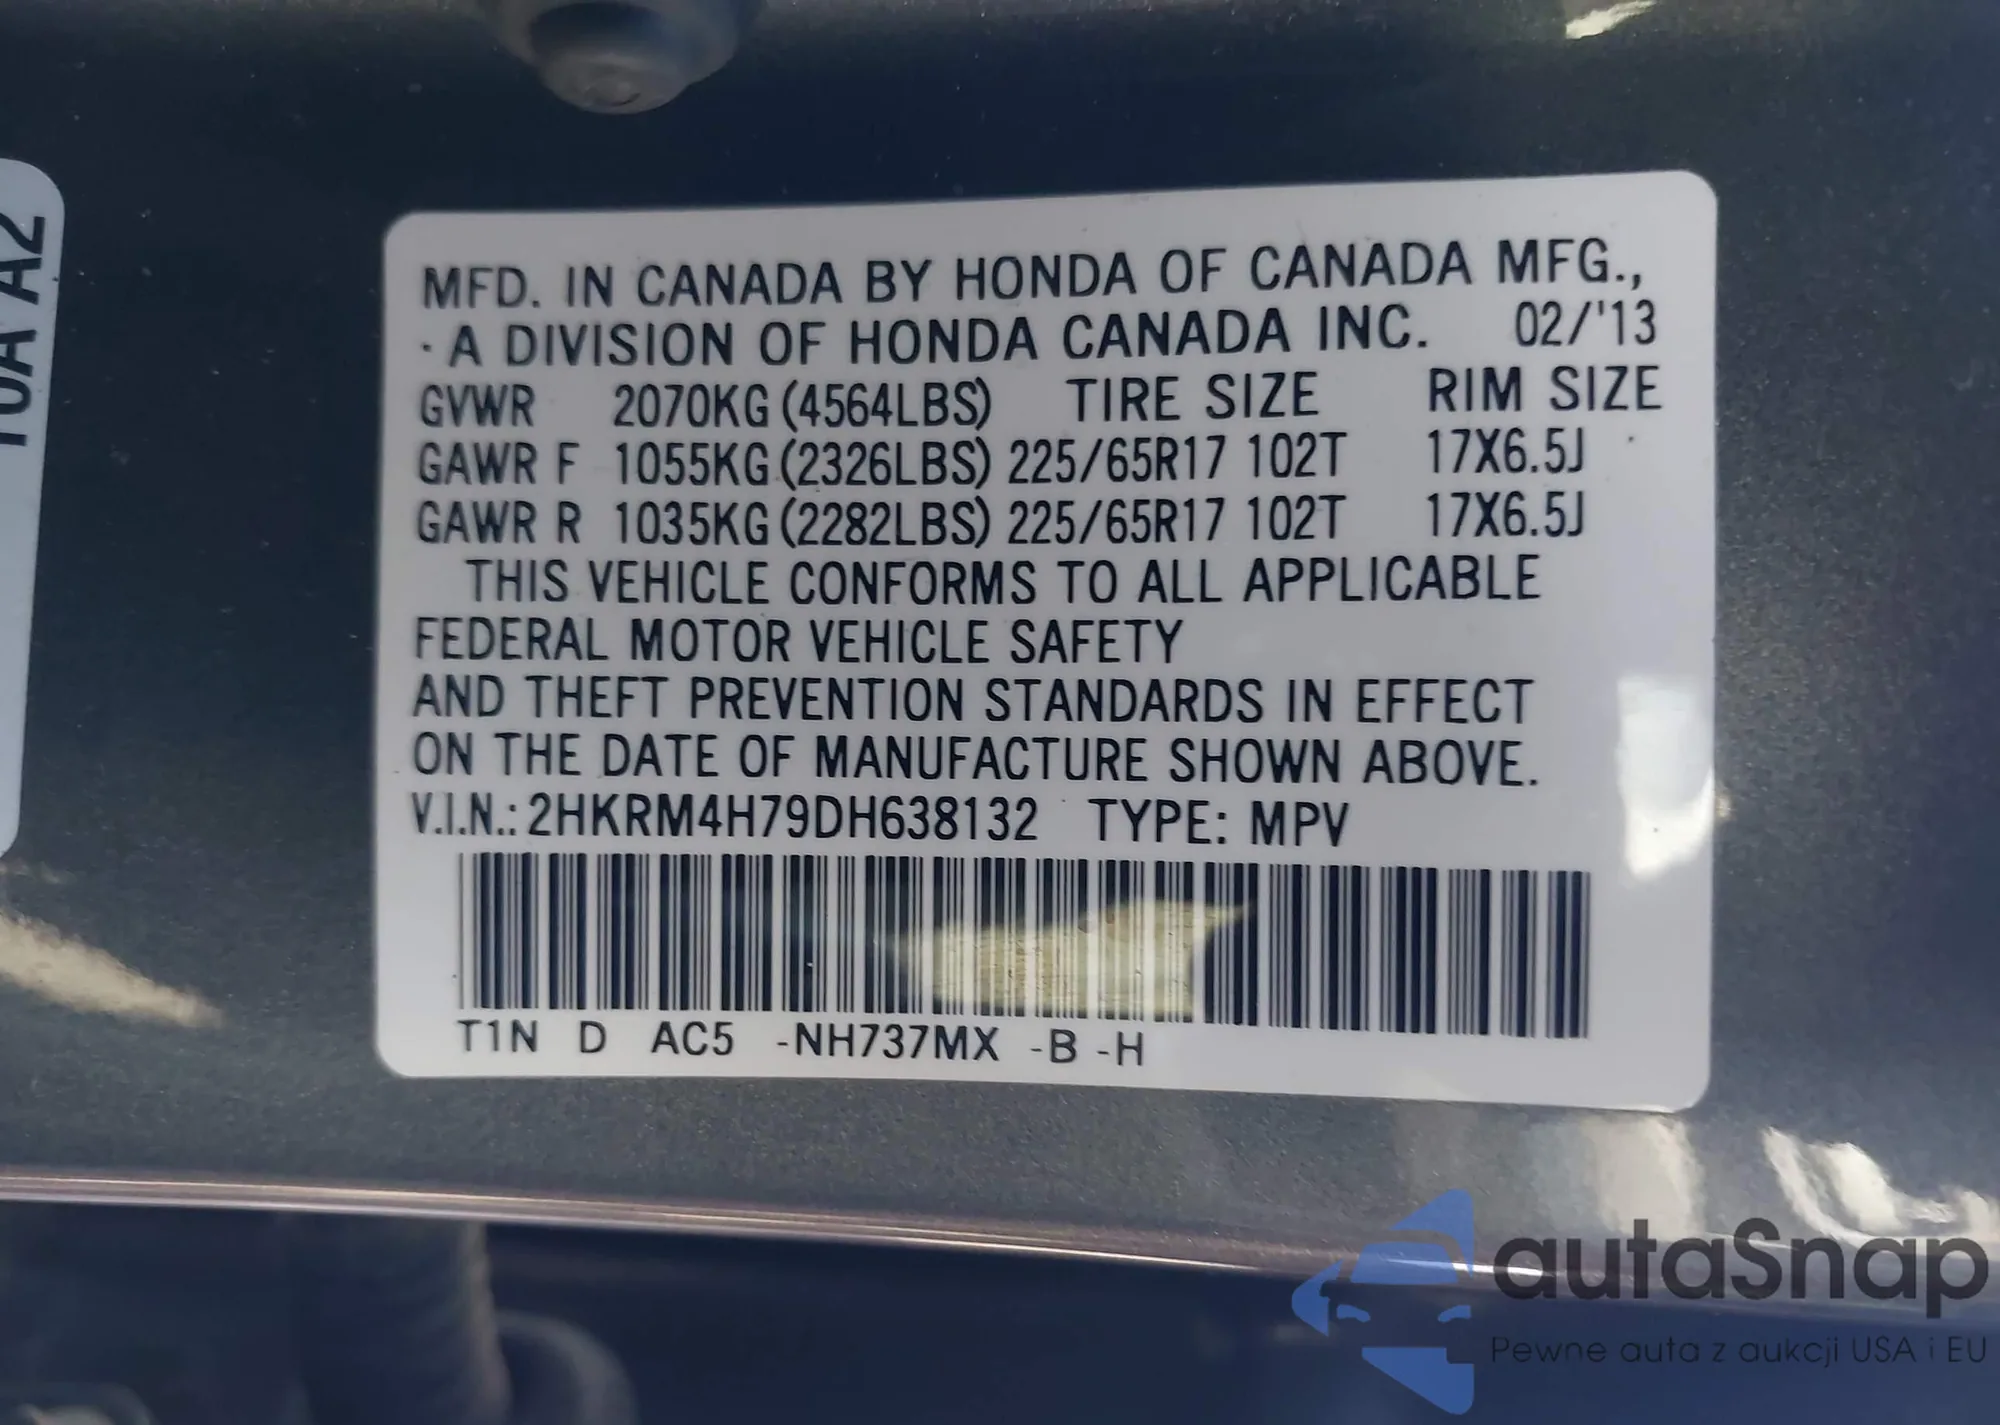 10A A2
MFD. IN CANADA BY HONDA OF CANADA MFG.,
A DIVISION OF HONDA CANADA INC. 02/'13
GVWR 2070KG (4564LBS) TIRE SIZE RIM SIZE
GAWR F 1055KG (2326LBS) 225/65R17 102T 17X6.5J
GAWR R 1035KG (2282LBS) 225/65R17 102T 17X6.5J
THIS VEHICLE CONFORMS TO ALL APPLICABLE
FEDERAL MOTOR VEHICLE SAFETY
AND THEFT PREVENTION STANDARDS IN EFFECT
ON THE DATE OF MANUFACTURE SHOWN ABOVE.
V.I.N.: 2HKRM4H79DH638132 TYPE: MPV
T1N D AC5 -NH737MX -B -H
autaSnap
Pewne auta z aukcji USA i EU